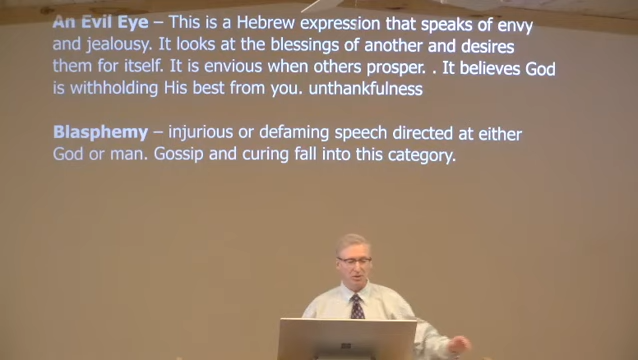 An Evil Eye – This is a Hebrew expression that speaks of envy
and jealousy. It looks at the blessings of another and desires
them for itself. It is envious when others prosper. . It believes God
is withholding His best from you. unthankfulness
Blasphemy – injurious or defaming speech directed at either
God or man. Gossip and curing fall into this category.